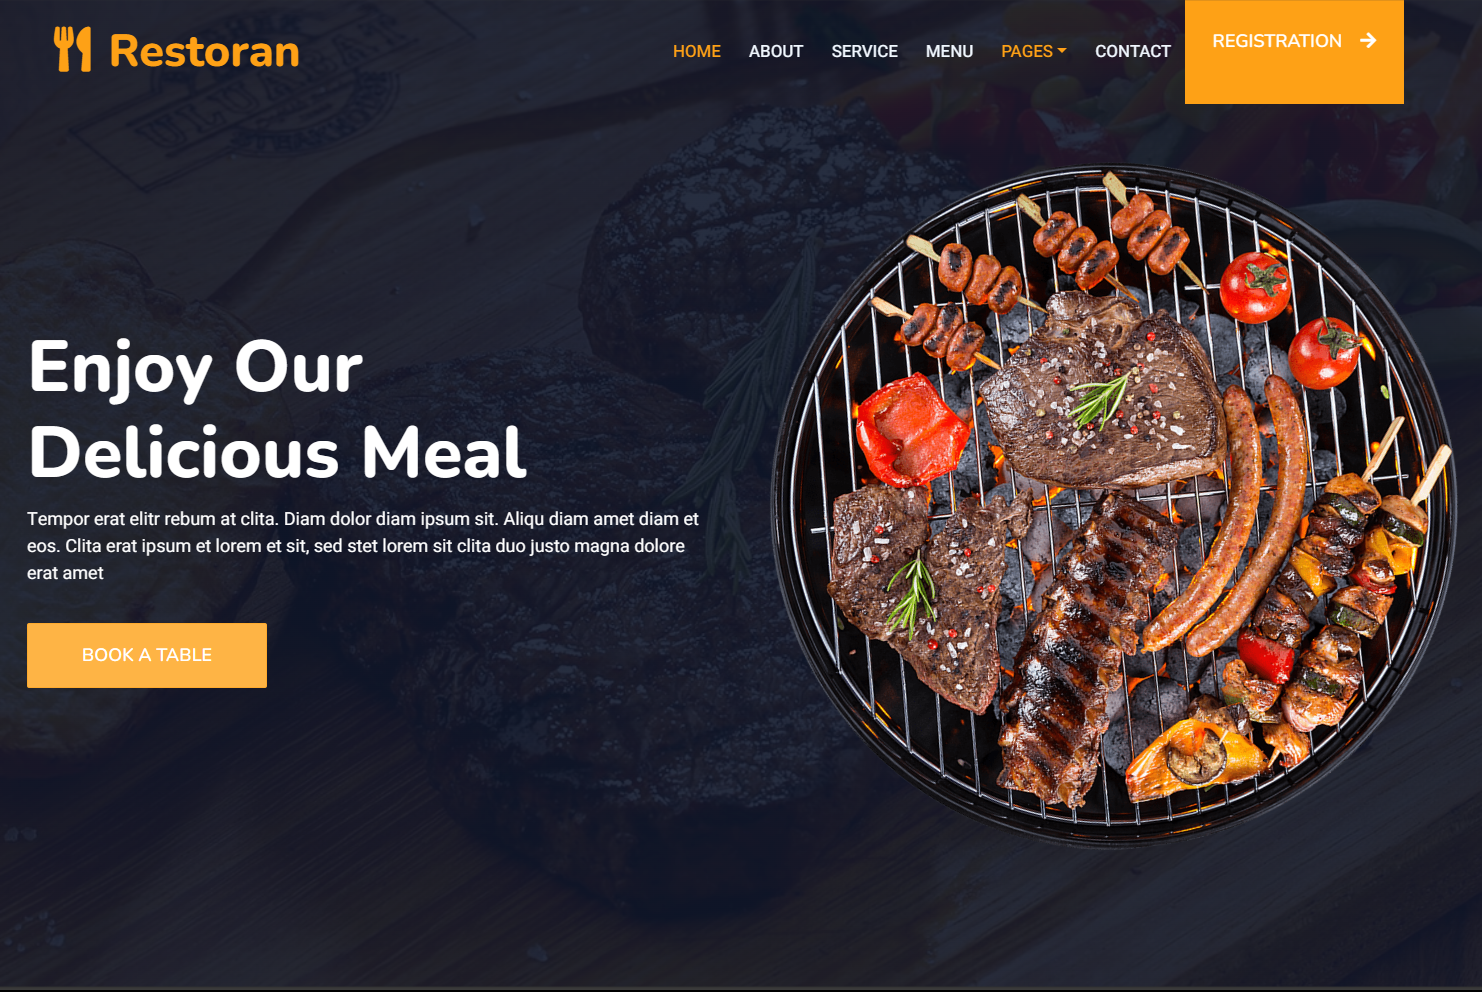 Restoran
HOME ABOUT SERVICE MENU PAGES CONTACT REGISTRATION
Enjoy Our
Delicious Meal
Tempor erat elitr rebum at clita. Diam dolor diam ipsum sit. Aliqu diam amet diam et
eos. Clita erat ipsum et lorem et sit, sed stet lorem sit clita duo justo magna dolore
erat amet
BOOK A TABLE